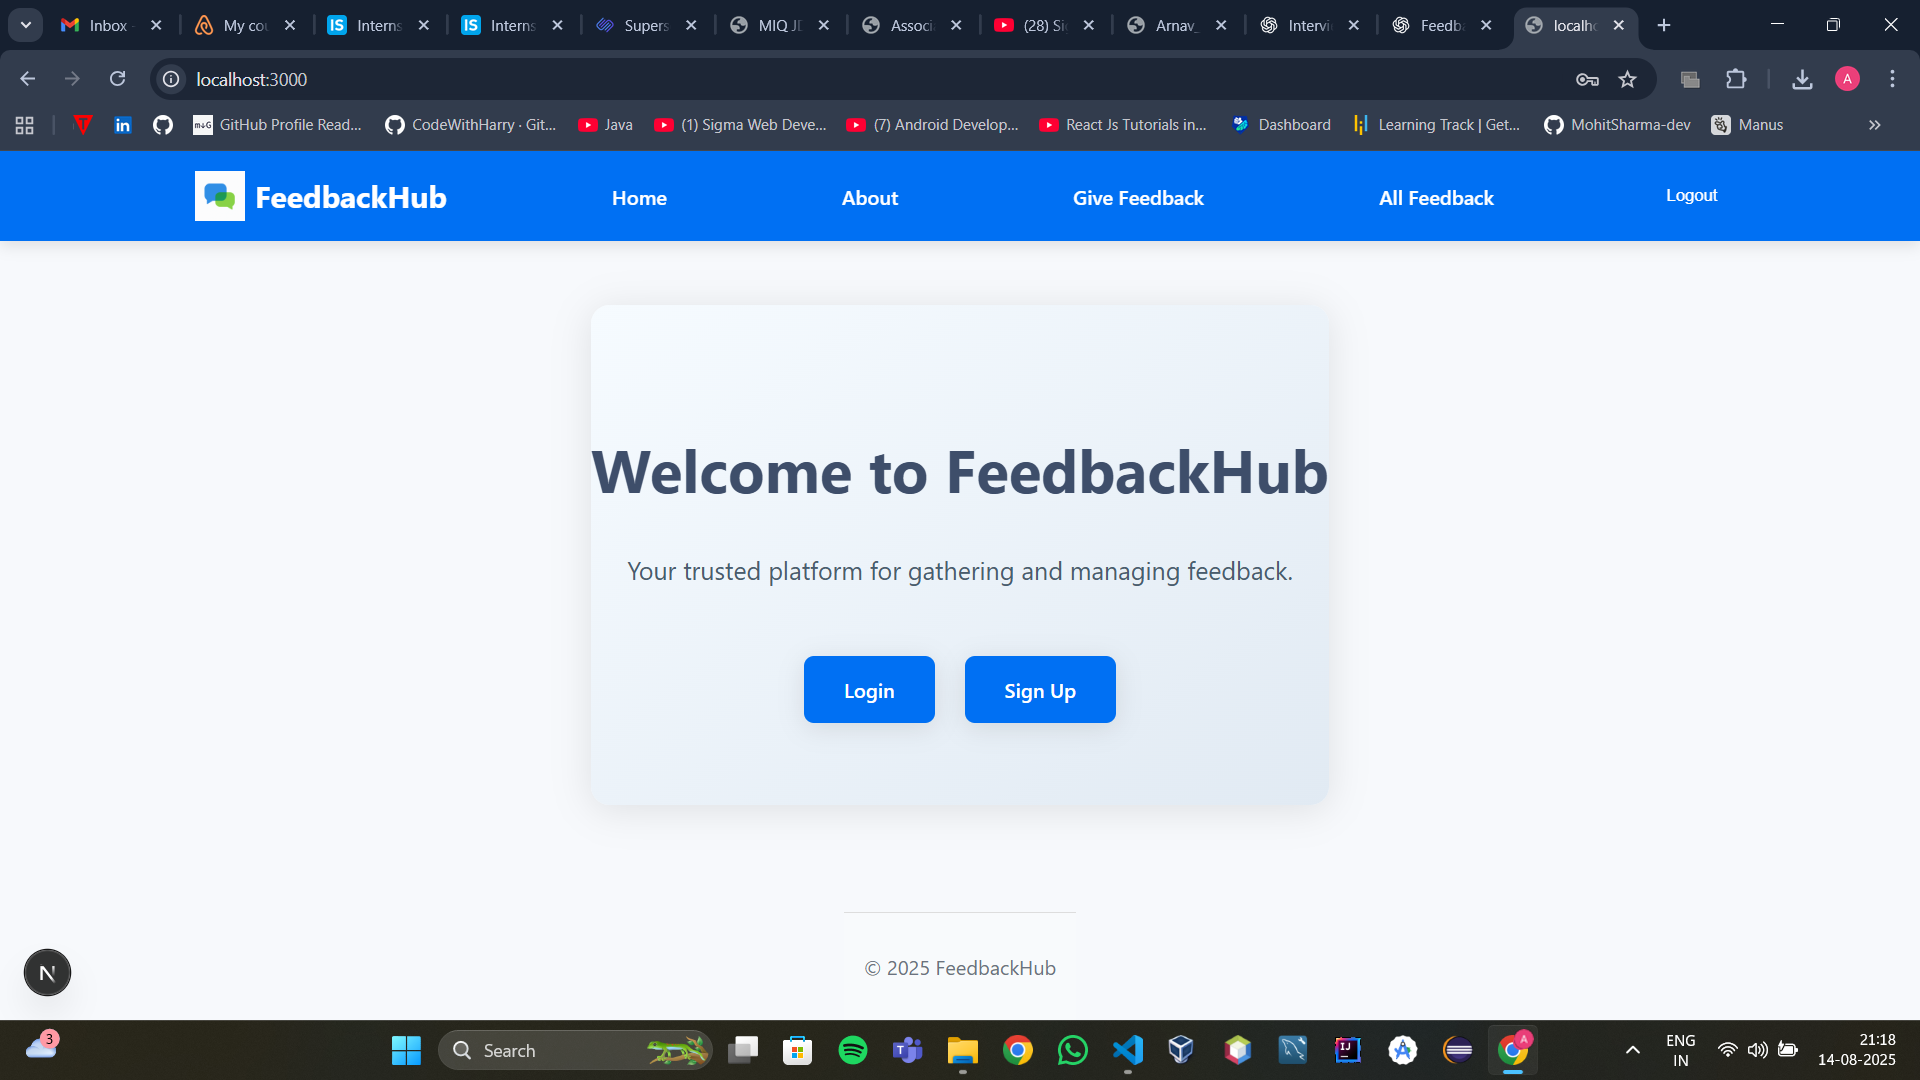 Inbox
My co
Interns
Interns
Supers
MIQ JD
Associ
(28) Si
Arnav_
Intervi
Feedb
localh
localhost:3000
A
GitHub Profile Read...
CodeWithHarry · Git...
Java
(1) Sigma Web Deve...
(7) Android Develop...
React Js Tutorials in...
Dashboard
Learning Track | Get...
MohitSharma-dev
Manus
FeedbackHub
Home
About
Give Feedback
All Feedback
Logout
Welcome to FeedbackHub
Your trusted platform for gathering and managing feedback.
Login
Sign Up
© 2025 FeedbackHub
N
3
Search
ENG
IN
21:18
14-08-2025